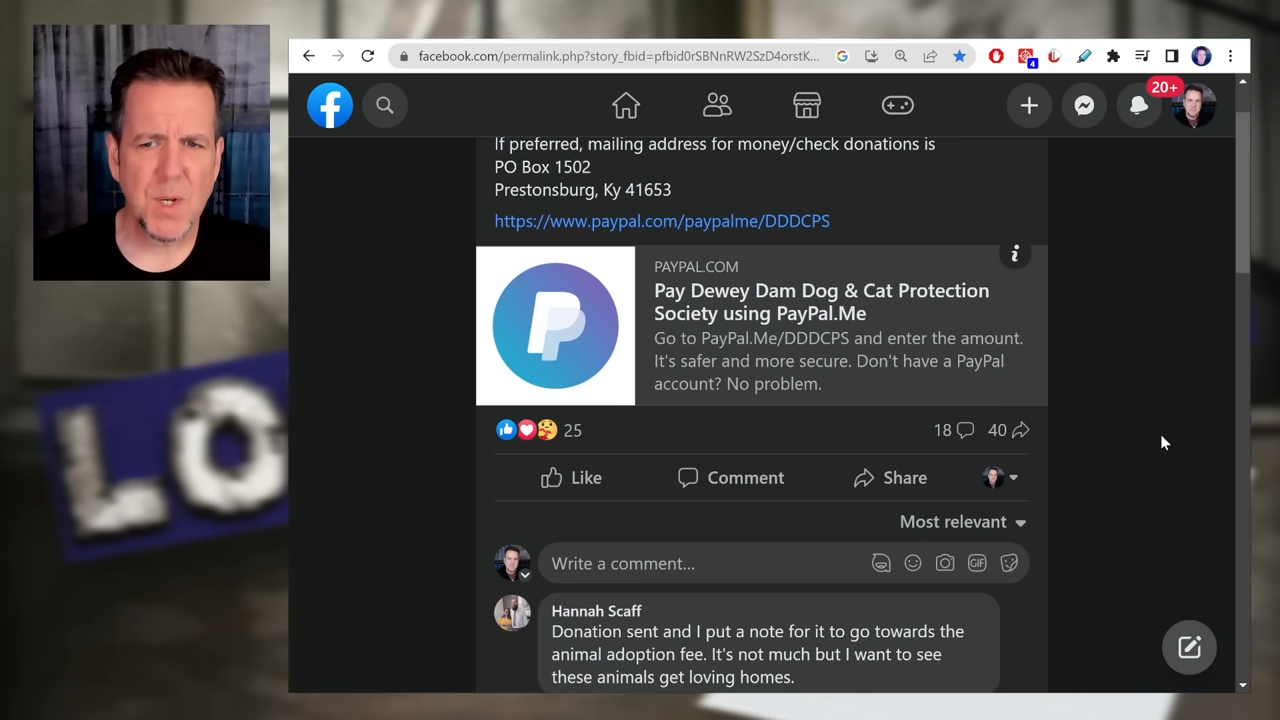 facebook.com/permalink.php?story_fbid=pfbid0rSBNnRW2SzD4orstK...
4
20+
If preferred, mailing address for money/check donations is
PO Box 1502
Prestonsburg, Ky 41653
https://www.paypal.com/paypalme/DDDCPS
PAYPAL.COM
Pay Dewey Dam Dog & Cat Protection
Society using PayPal.Me
Go to PayPal.Me/DDDCPS and enter the amount.
It's safer and more secure. Don't have a PayPal
account? No problem.
25
18
40
Like
Comment
Share
Most relevant
Write a comment...
GIF
Hannah Scaff
Donation sent and I put a note for it to go towards the
animal adoption fee. It's not much but I want to see
these animals get loving homes.
LO